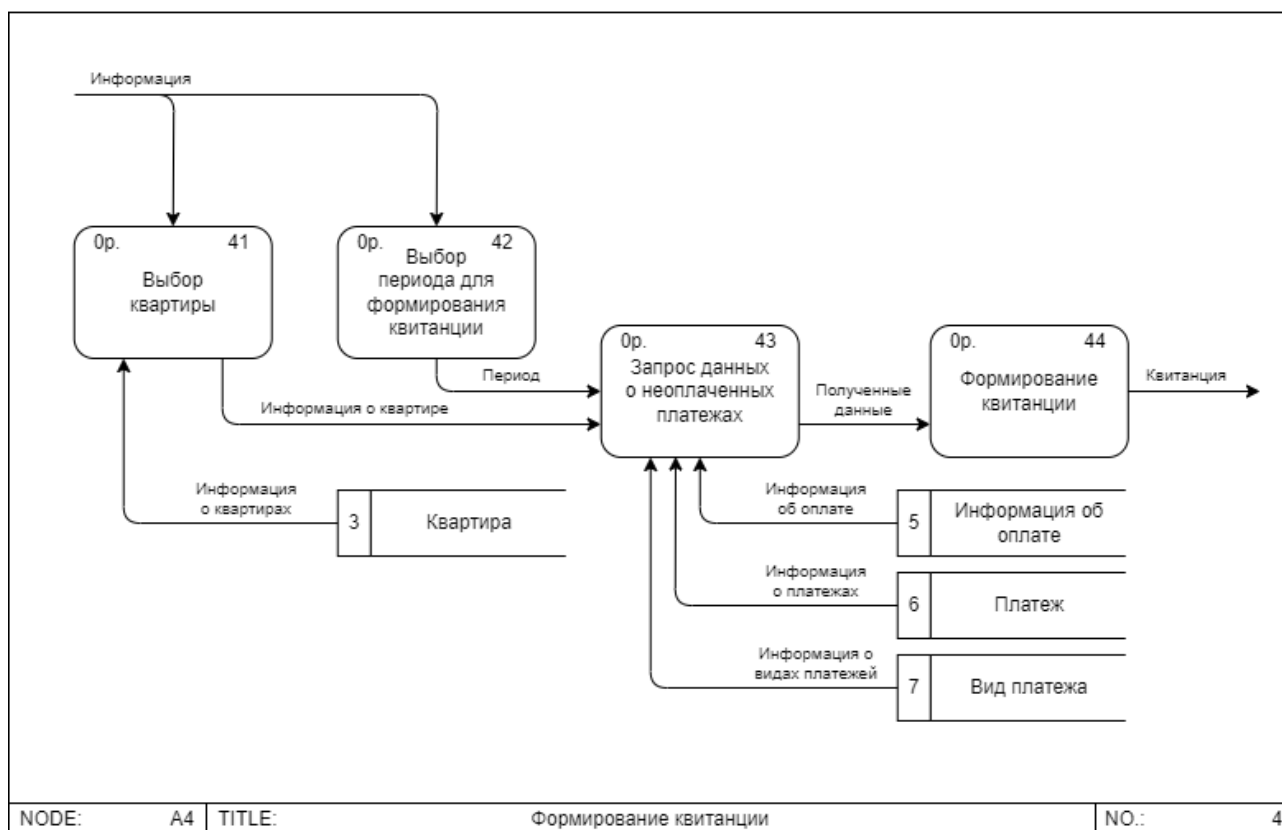 Информация
0р. 41
Выбор
квартиры
0р. 42
Выбор
периода для
формирования
квитанции
Период
Информация о квартире
0р. 43
Запрос данных
о неоплаченных
платежах
Полученные
данные
0р. 44
Формирование
квитанции
Квитанция
Информация
о квартирах
3 Квартира
Информация
об оплате
5 Информация об
оплате
Информация
о платежах
6 Платеж
Информация о
видах платежей
7 Вид платежа
NODE: A4 TITLE: Формирование квитанции NO.: 4